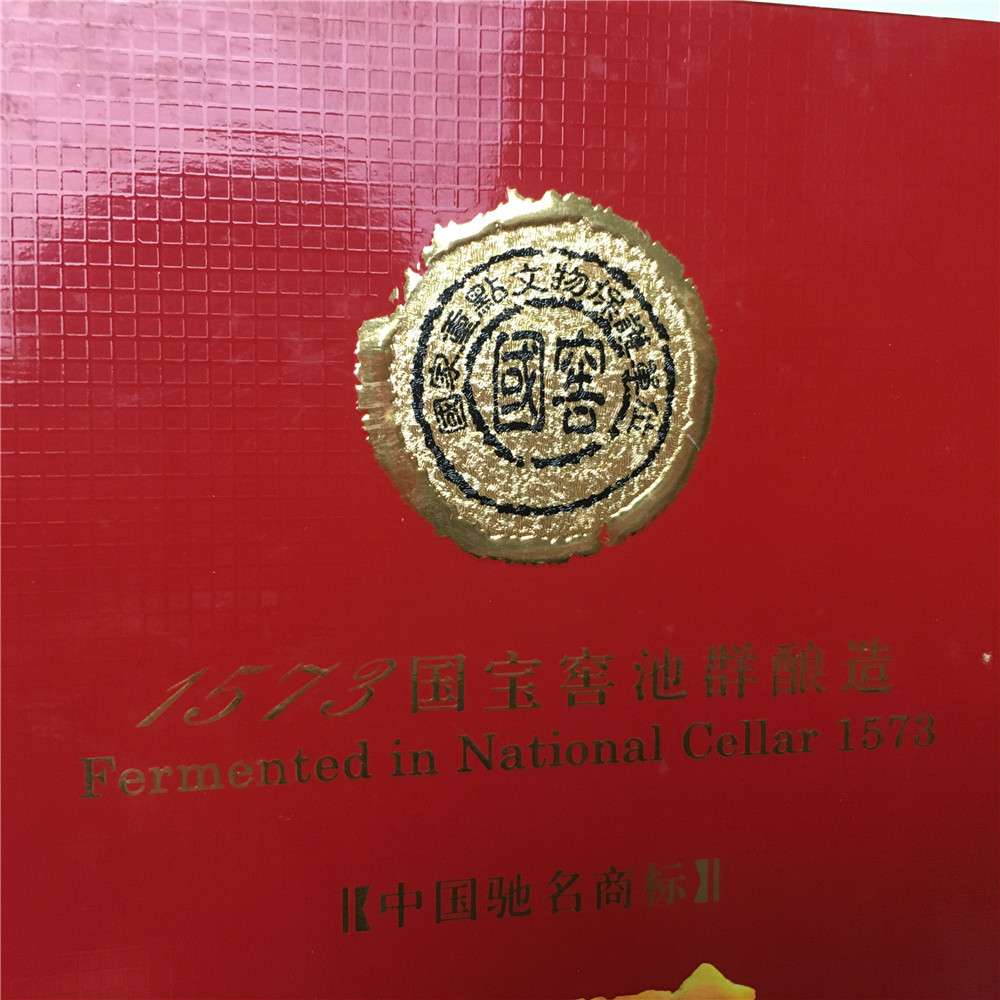 國家重點文物保護單位
國窖
1573国宝窖池群酿造
Fermented in National Cellar 1573
【中国驰名商标】